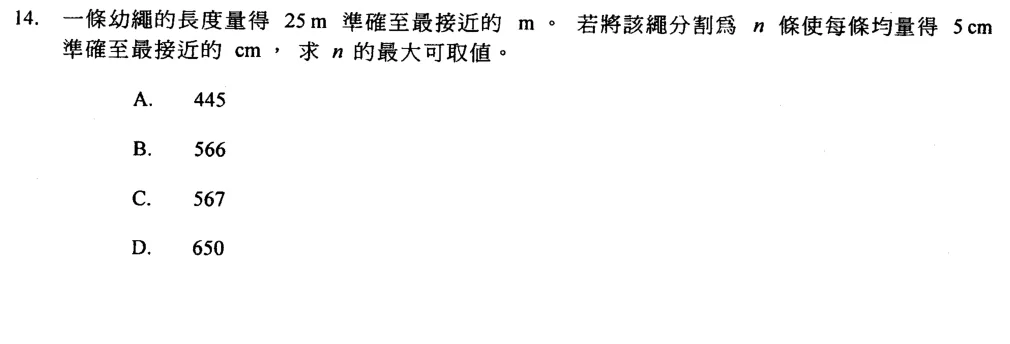 14. 一條幼繩的長度量得 25 m 準確至最接近的 m 。 若將該繩分割爲 n 條使每條均量得 5 cm
準確至最接近的 cm ， 求 n 的最大可取值。
A. 445
B. 566
C. 567
D. 650